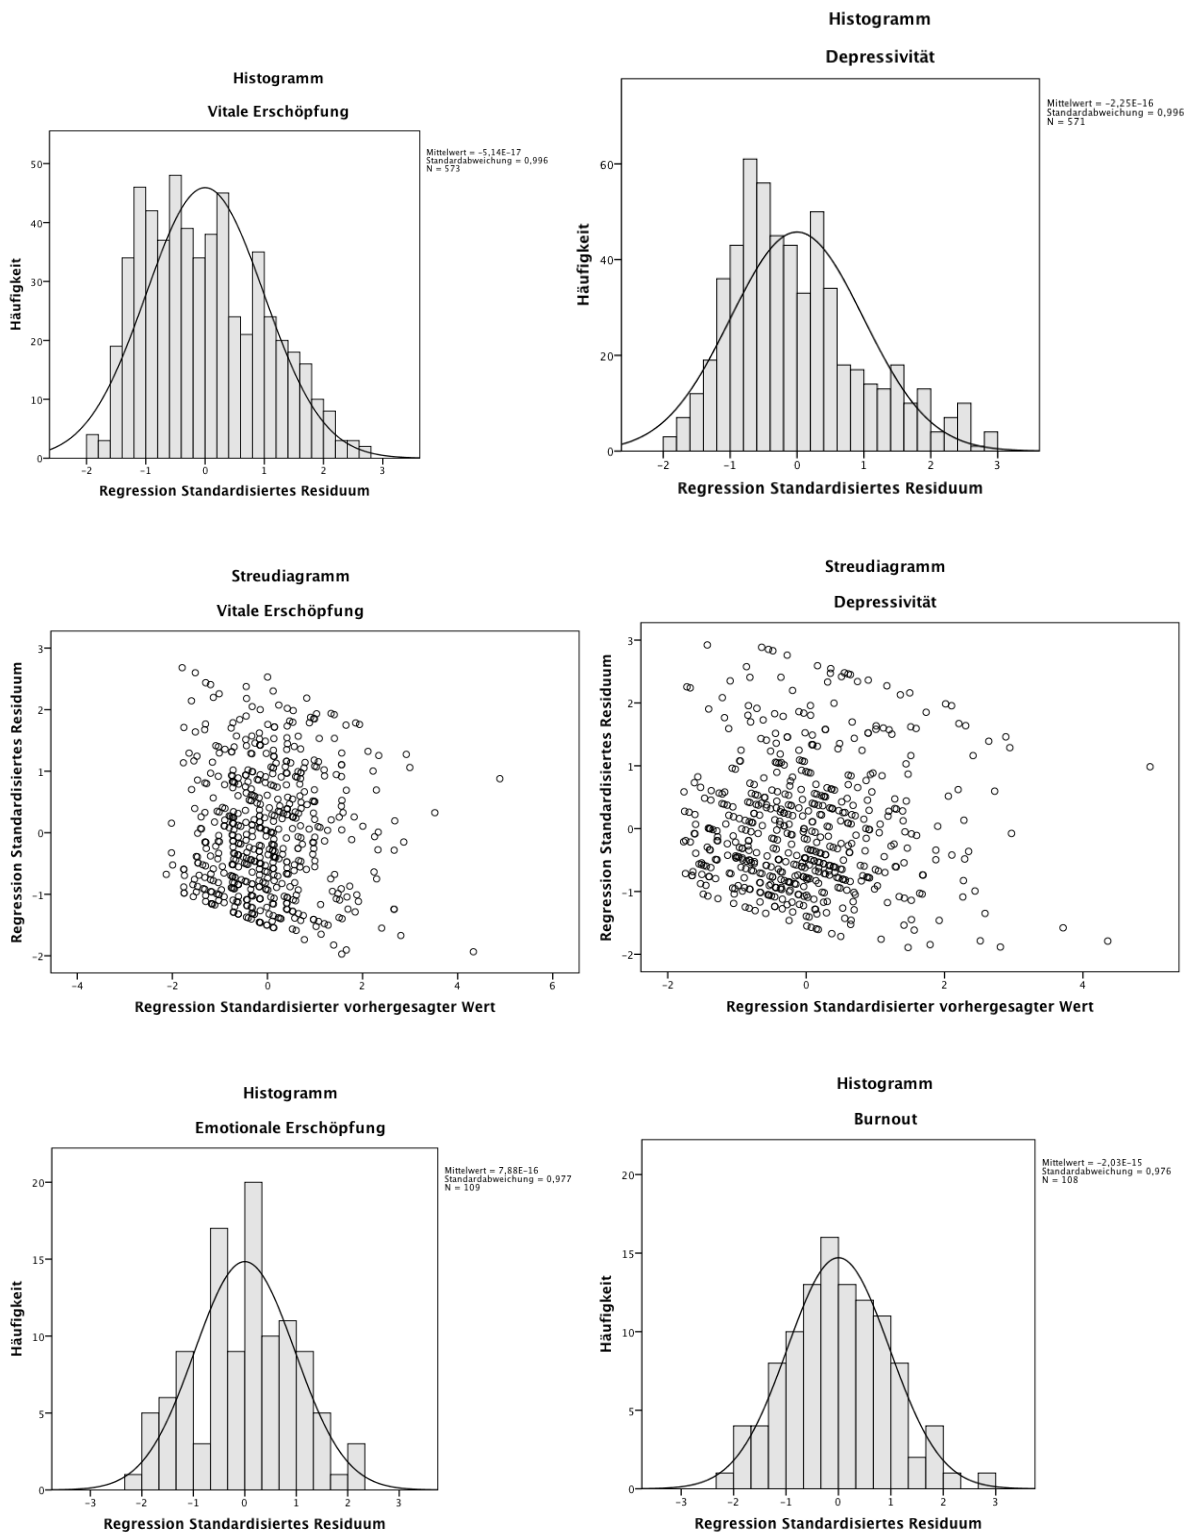 Histogramm
Vitale Erschöpfung
Mittelwert = -5,14E-17
Standardabweichung = 0,996
N = 573
50
40
30
20
10
0
Häufigkeit
-2 -1 0 1 2 3
Regression Standardisiertes Residuum
Histogramm
Depressivität
Mittelwert = -2,25E-16
Standardabweichung = 0,996
N = 571
60
40
20
0
Häufigkeit
-2 -1 0 1 2 3
Regression Standardisiertes Residuum
Streudiagramm
Vitale Erschöpfung
3
2
1
0
-1
-2
Regression Standardisiertes Residuum
-4 -2 0 2 4 6
Regression Standardisierter vorhergesagter Wert
Streudiagramm
Depressivität
3
2
1
0
-1
-2
Regression Standardisiertes Residuum
-2 0 2 4
Regression Standardisierter vorhergesagter Wert
Histogramm
Emotionale Erschöpfung
Mittelwert = 7,88E-16
Standardabweichung = 0,977
N = 109
20
15
10
5
0
Häufigkeit
-3 -2 -1 0 1 2 3
Regression Standardisiertes Residuum
Histogramm
Burnout
Mittelwert = -2,03E-15
Standardabweichung = 0,976
N = 108
20
15
10
5
0
Häufigkeit
-3 -2 -1 0 1 2 3
Regression Standardisiertes Residuum